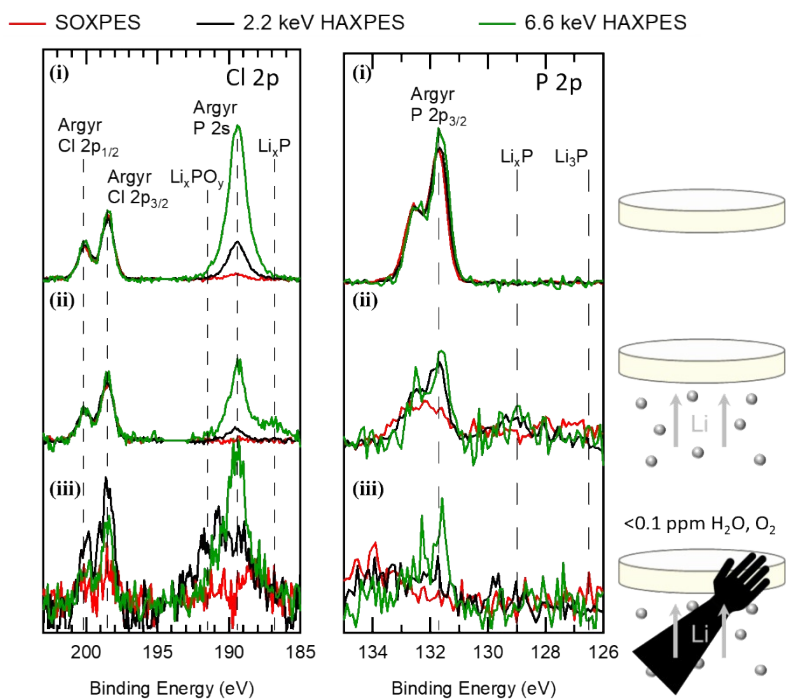 SOXPES 2.2 keV HAXPES 6.6 keV HAXPES
(i) Cl 2p
Argyr
Cl 2p1/2
Argyr
Cl 2p3/2
LixPOy
Argyr
P 2s
LixP
(ii)
(iii)
200 195 190 185
Binding Energy (eV)
(i) P 2p
Argyr
P 2p3/2
LixP
Li3P
(ii)
(iii)
134 132 130 128 126
Binding Energy (eV)
Li
<0.1 ppm H2O, O2
Li